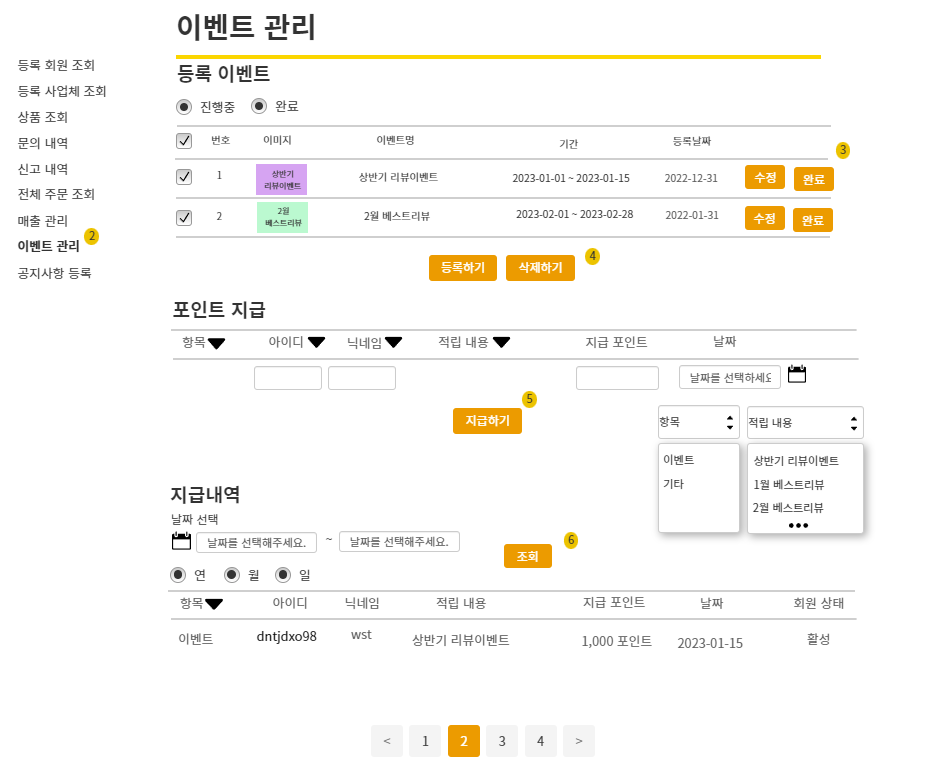 이벤트 관리
등록 회원 조회
등록 사업체 조회
상품 조회
문의 내역
신고 내역
전체 주문 조회
매출 관리
이벤트 관리 2
공지사항 등록
등록 이벤트
진행중 완료
번호 이미지 이벤트명 기간 등록날짜
3
1 상반기 리뷰이벤트 상반기 리뷰이벤트 2023-01-01 ~ 2023-01-15 2022-12-31 수정 완료
2 2월 베스트리뷰 2월 베스트리뷰 2023-02-01 ~ 2023-02-28 2022-01-31 수정 완료
등록하기 삭제하기 4
포인트 지급
항목 아이디 닉네임 적립 내용 지급 포인트 날짜
날짜를 선택하세요
지급하기 5
항목 적립 내용
이벤트 상반기 리뷰이벤트
기타 1월 베스트리뷰
2월 베스트리뷰
지급내역
날짜 선택
날짜를 선택해주세요. ~ 날짜를 선택해주세요.
조회 6
연 월 일
항목 아이디 닉네임 적립 내용 지급 포인트 날짜 회원 상태
이벤트 dntjdxo98 wst 상반기 리뷰이벤트 1,000 포인트 2023-01-15 활성
< 1 2 3 4 >